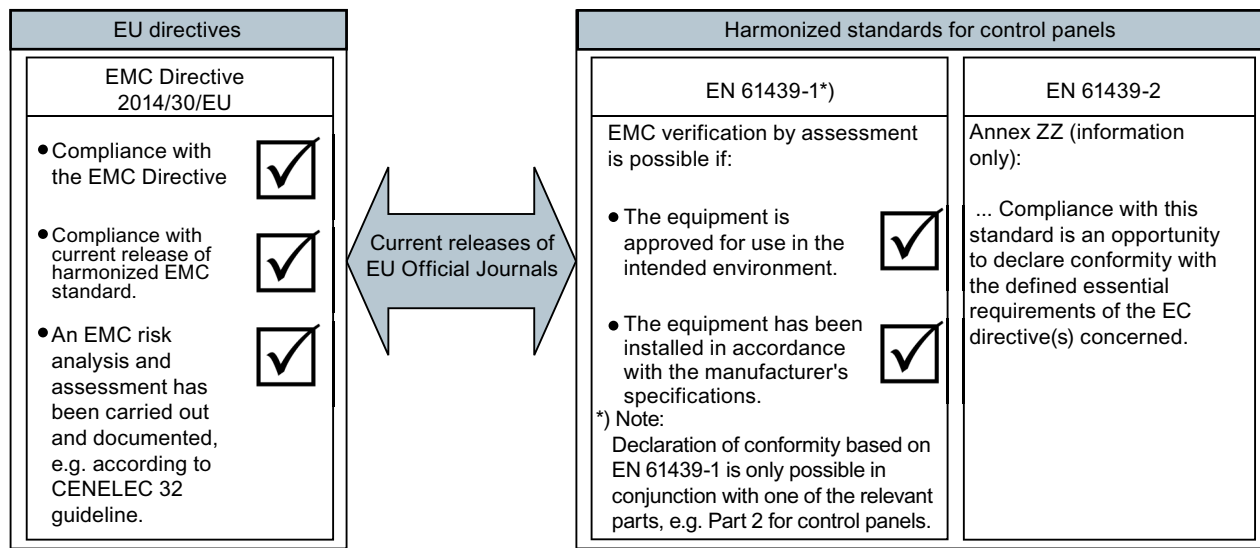 EU directives
EMC Directive
2014/30/EU
● Compliance with
the EMC Directive
● Compliance with
current release of
harmonized EMC
standard.
● An EMC risk
analysis and
assessment has
been carried out
and documented,
e.g. according to
CENELEC 32
guideline.
Current releases of
EU Official Journals
Harmonized standards for control panels
EN 61439-1*)
EMC verification by assessment
is possible if:
● The equipment is
approved for use in the
intended environment.
● The equipment has been
installed in accordance
with the manufacturer's
specifications.
*) Note:
Declaration of conformity based on
EN 61439-1 is only possible in
conjunction with one of the relevant
parts, e.g. Part 2 for control panels.
EN 61439-2
Annex ZZ (information
only):
... Compliance with this
standard is an opportunity
to declare conformity with
the defined essential
requirements of the EC
directive(s) concerned.